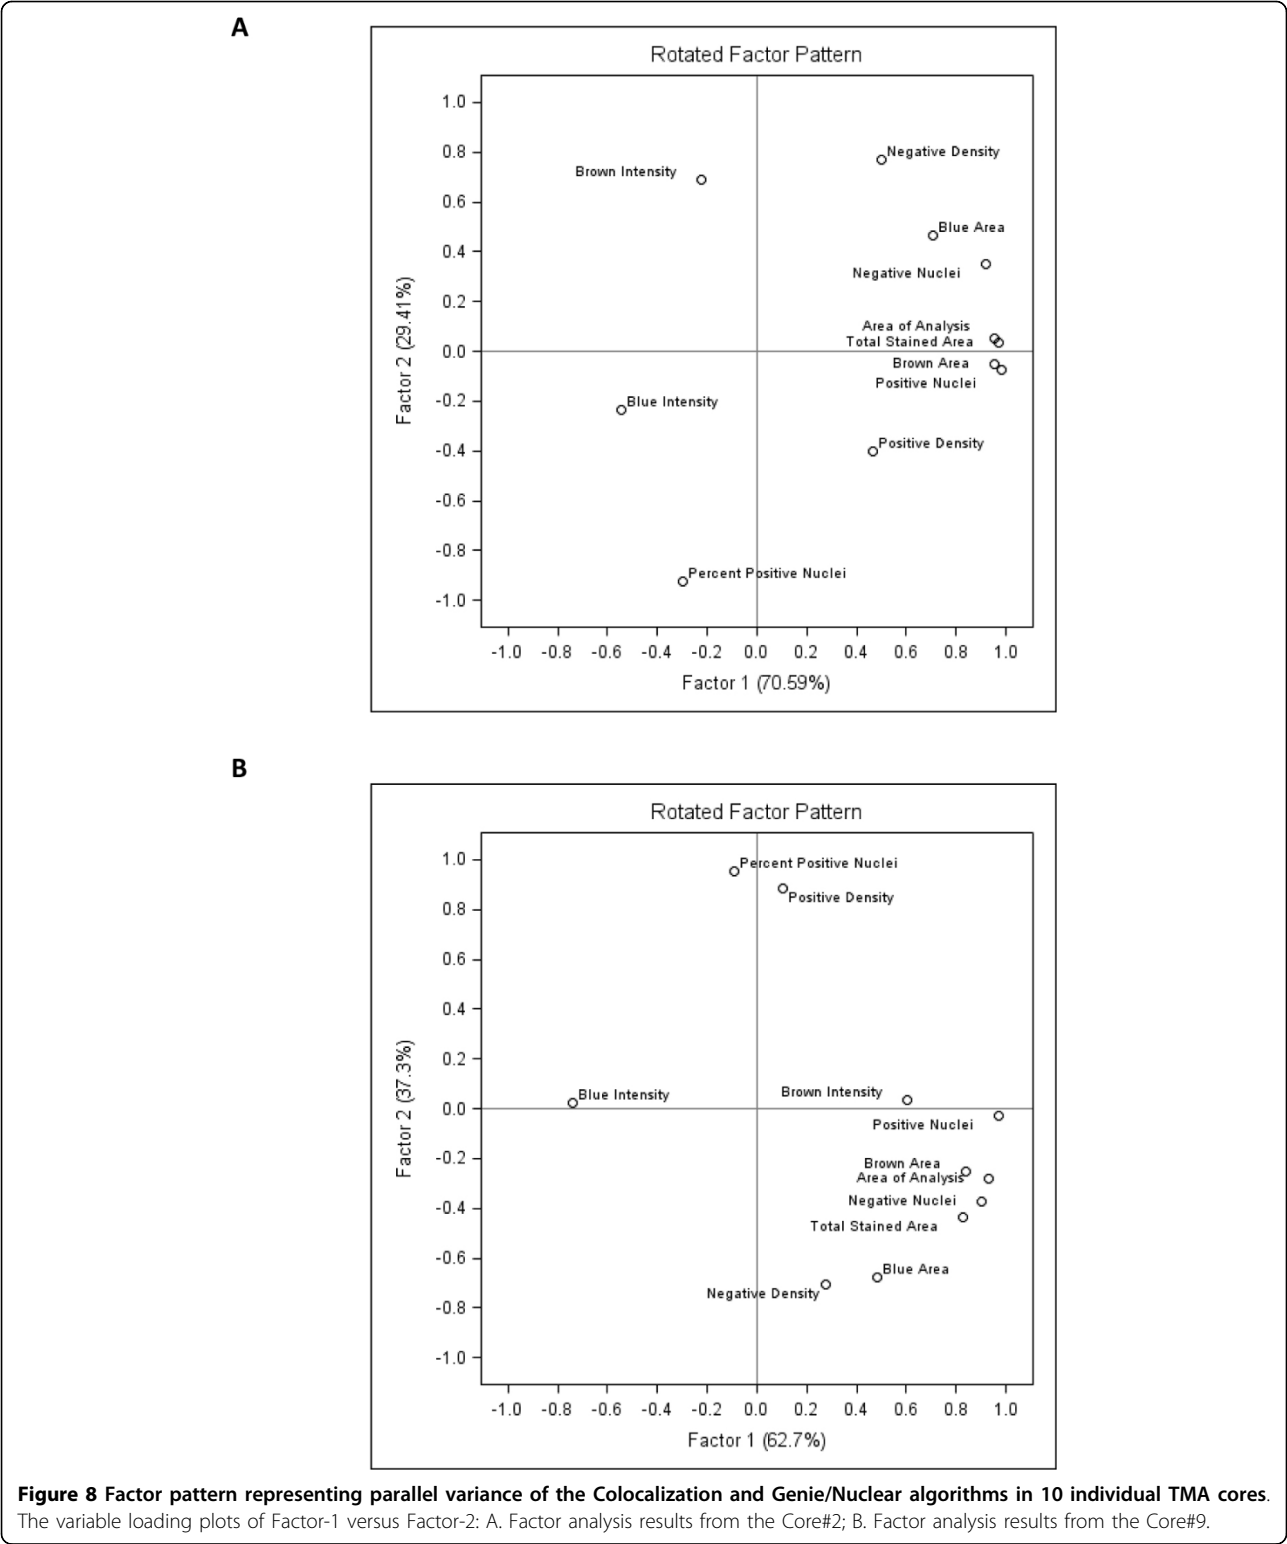 A
Rotated Factor Pattern
1.0
0.8
0.6
0.4
0.2
0.0
-0.2
-0.4
-0.6
-0.8
-1.0
Factor 2 (29.41%)
Negative Density
Brown Intensity
Blue Area
Negative Nuclei
Area of Analysis
Total Stained Area
Brown Area
Positive Nuclei
Blue Intensity
Positive Density
Percent Positive Nuclei
-1.0 -0.8 -0.6 -0.4 -0.2 0.0 0.2 0.4 0.6 0.8 1.0
Factor 1 (70.59%)
B
Rotated Factor Pattern
1.0
0.8
0.6
0.4
0.2
0.0
-0.2
-0.4
-0.6
-0.8
-1.0
Factor 2 (37.3%)
Percent Positive Nuclei
Positive Density
Blue Intensity
Brown Intensity
Positive Nuclei
Brown Area
Area of Analysis
Negative Nuclei
Total Stained Area
Blue Area
Negative Density
-1.0 -0.8 -0.6 -0.4 -0.2 0.0 0.2 0.4 0.6 0.8 1.0
Factor 1 (62.7%)
Figure 8 Factor pattern representing parallel variance of the Colocalization and Genie/Nuclear algorithms in 10 individual TMA cores.
The variable loading plots of Factor-1 versus Factor-2: A. Factor analysis results from the Core#2; B. Factor analysis results from the Core#9.